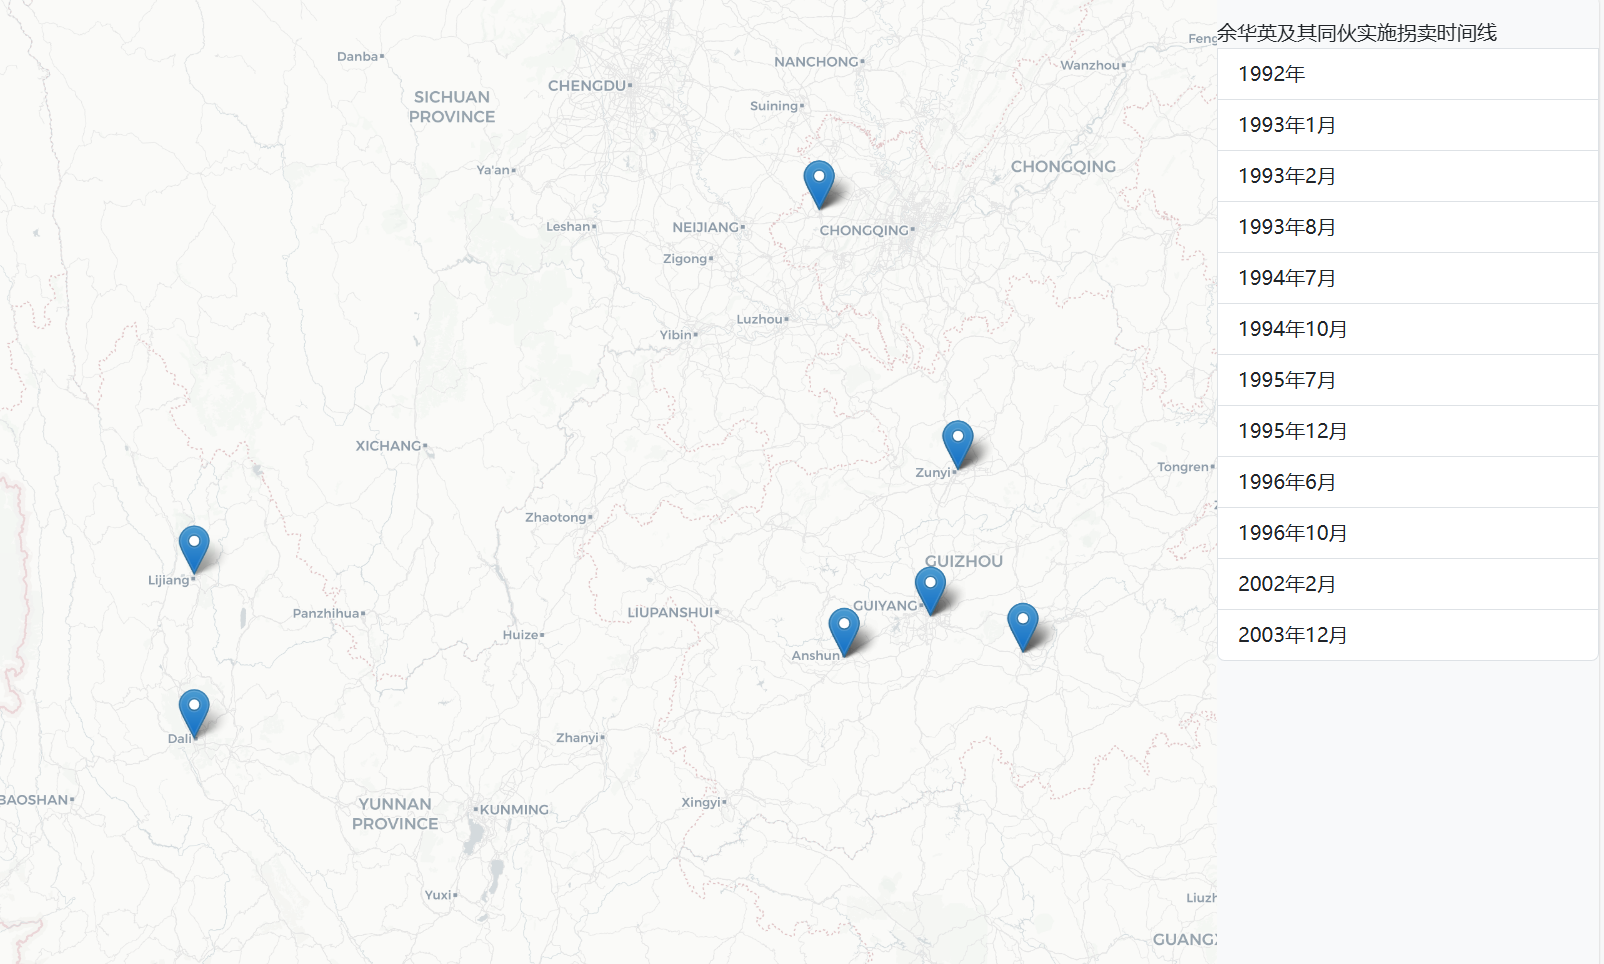 Danba
NANCHONG
Feng
Wanzhou
CHENGDU
SICHUAN
PROVINCE
Suining
Ya'an
CHONGQING
Leshan
NEIJIANG
CHONGQING
Zigong
Luzhou
Yibin
XICHANG
Zunyi
Tongren
Zhaotong
GUIZHOU
Lijiang
Panzhihua
LIUPANSHUI
GUIYANG
Huize
Anshun
Dali
Zhanyi
BAOSHAN
YUNNAN
PROVINCE
KUNMING
Xingyi
Yuxi
Liuzh
GUANGX
余华英及其同伙实施拐卖时间线
1992年
1993年1月
1993年2月
1993年8月
1994年7月
1994年10月
1995年7月
1995年12月
1996年6月
1996年10月
2002年2月
2003年12月